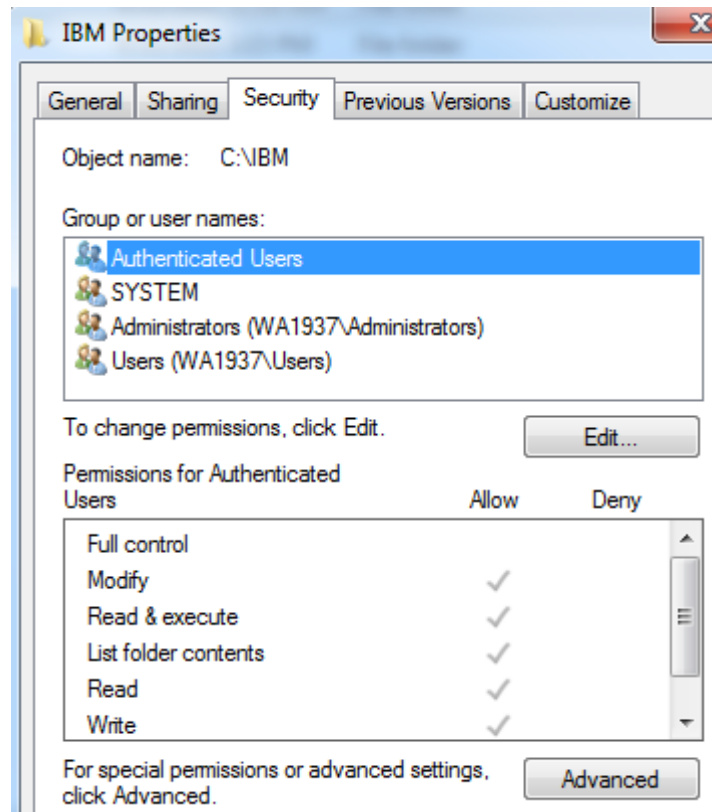 IBM Properties
X
General Sharing Security Previous Versions Customize
Object name: C:\IBM
Group or user names:
Authenticated Users
SYSTEM
Administrators (WA1937\Administrators)
Users (WA1937\Users)
To change permissions, click Edit. Edit...
Permissions for Authenticated
Users Allow Deny
Full control
Modify
Read & execute
List folder contents
Read
Write
For special permissions or advanced settings,
click Advanced. Advanced